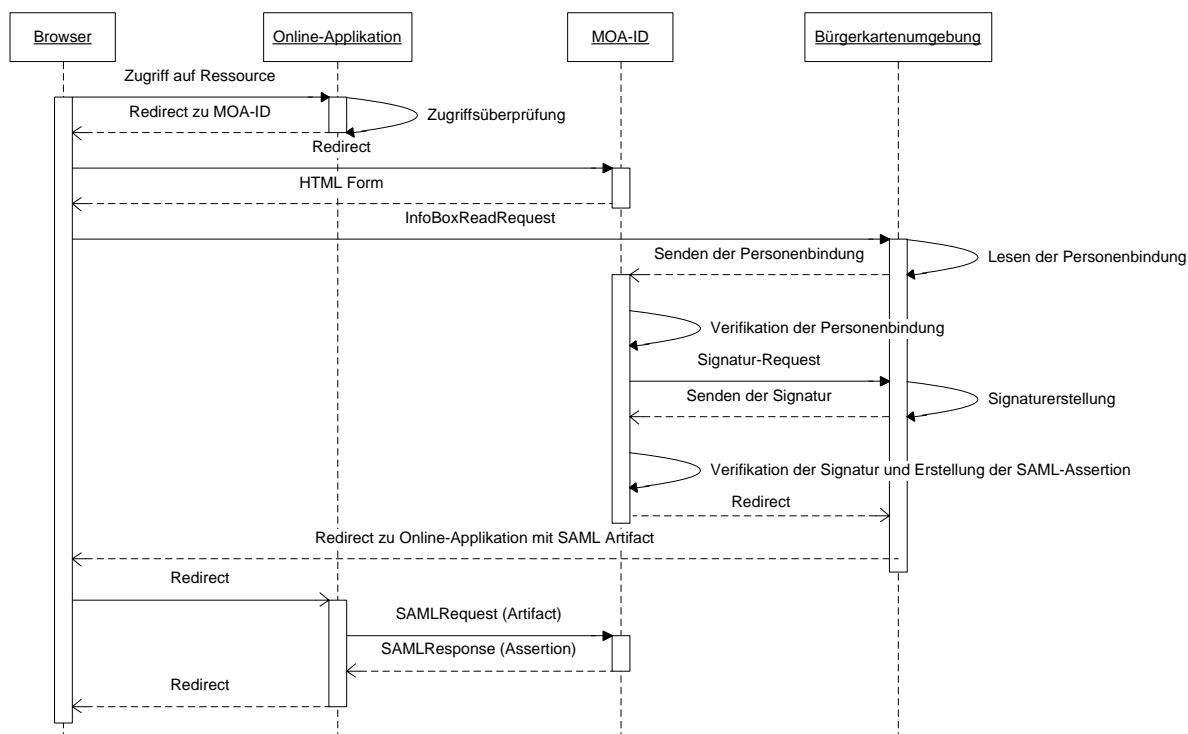 Browser
Online-Applikation
MOA-ID
Bürgerkartenumgebung
Zugriff auf Ressource
Redirect zu MOA-ID
Zugriffsüberprüfung
Redirect
HTML Form
InfoBoxReadRequest
Senden der Personenbindung
Lesen der Personenbindung
Verifikation der Personenbindung
Signatur-Request
Senden der Signatur
Signaturerstellung
Verifikation der Signatur und Erstellung der SAML-Assertion
Redirect
Redirect zu Online-Applikation mit SAML Artifact
Redirect
SAMLRequest (Artifact)
SAMLResponse (Assertion)
Redirect